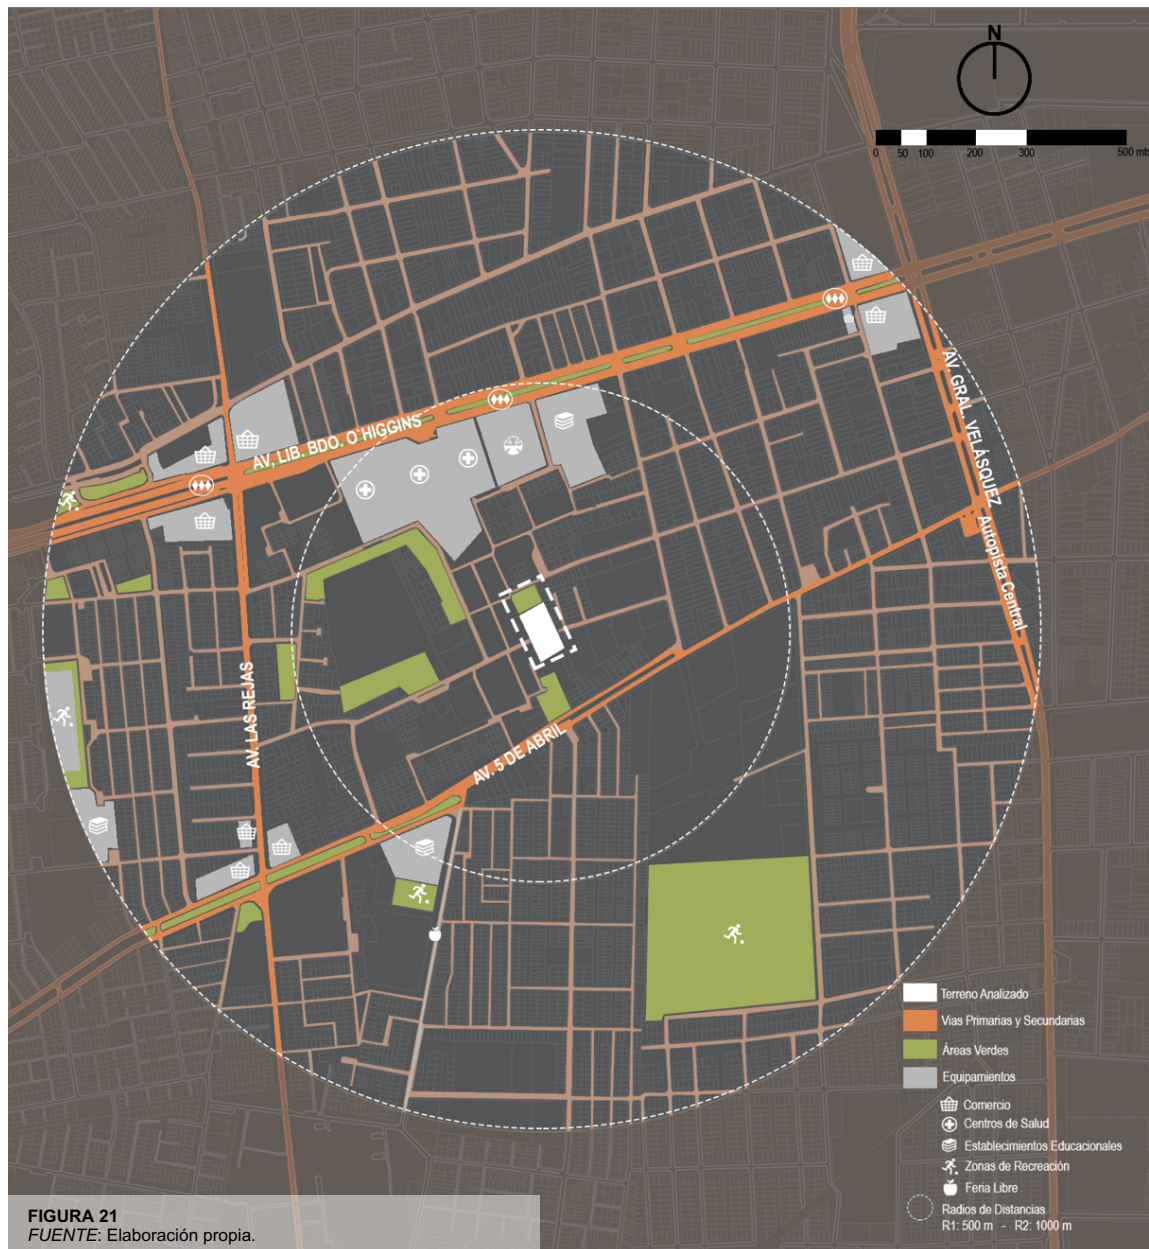 N
0 50 100 200 300 500 mts
AV, LIB. BDO. O`HIGGINS
AV. GRAL. VELÁSQUEZ
Autopista Central
AV. LAS REJAS
AV. 5 DE ABRIL
Terreno Analizado
Vias Primarias y Secundarias
Áreas Verdes
Equipamientos
Comercio
Centros de Salud
Establecimientos Educacionales
Zonas de Recreación
Feria Libre
Radios de Distancias
R1: 500 m - R2: 1000 m
FIGURA 21
FUENTE: Elaboración propia.